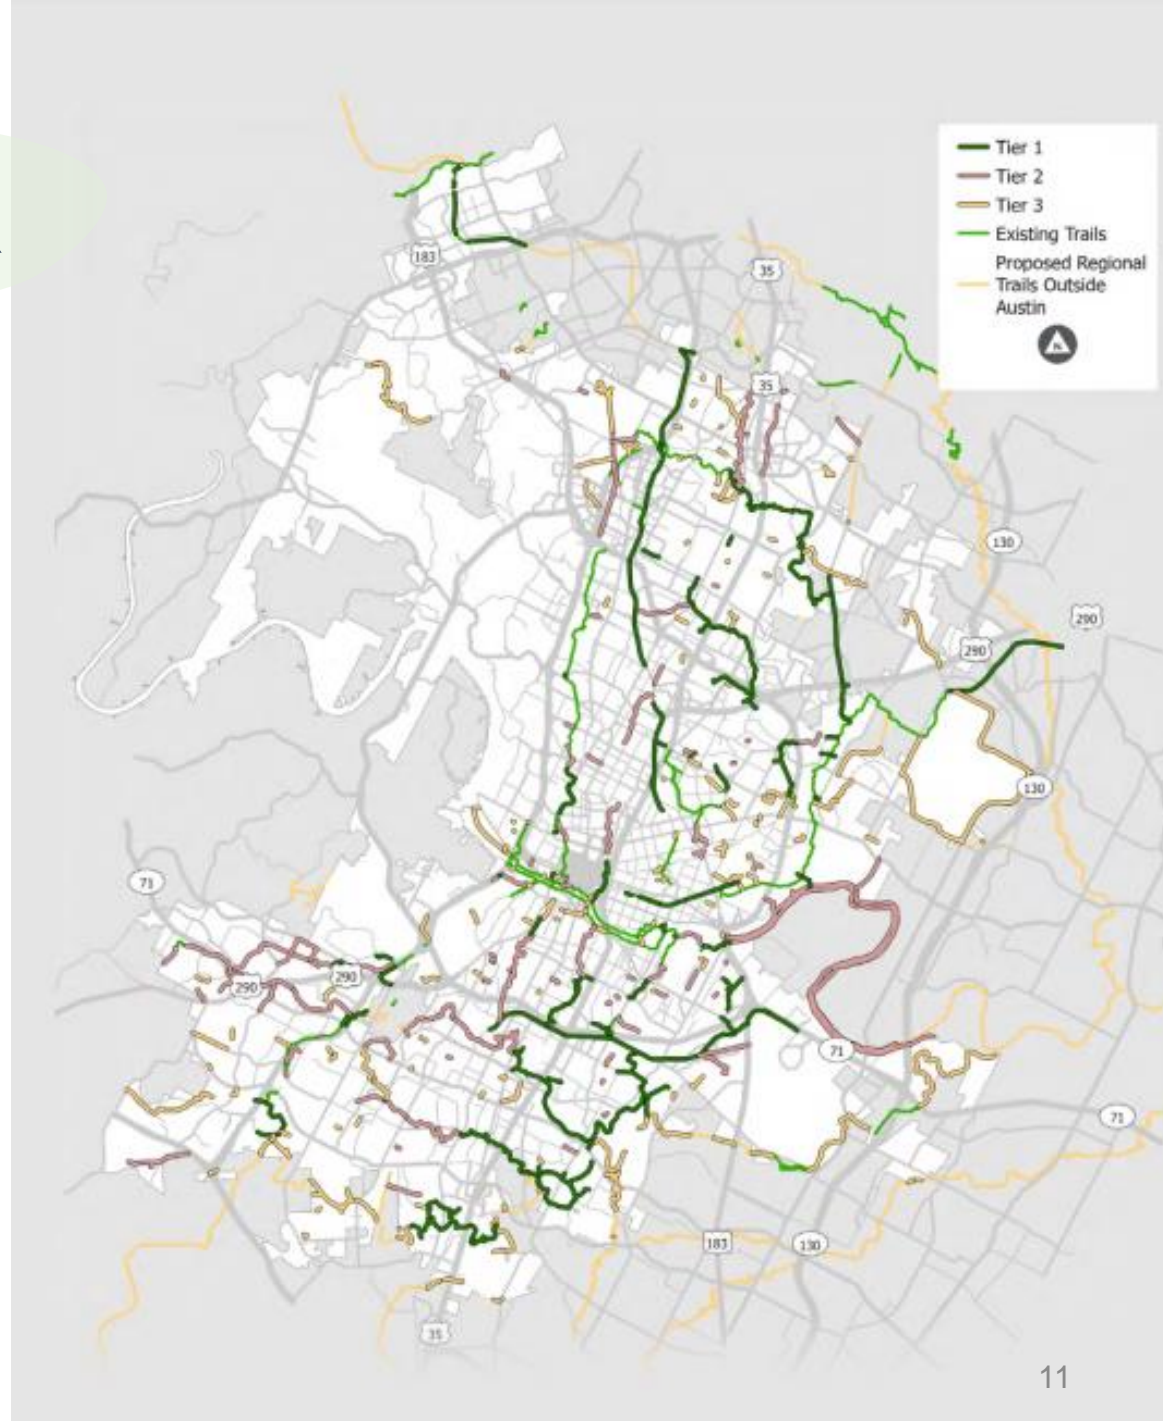 Tier 1
Tier 2
Tier 3
Existing Trails
Proposed Regional
Trails Outside
Austin
N
183
35
35
130
290
290
130
71
290
290
71
71
183
130
35
11